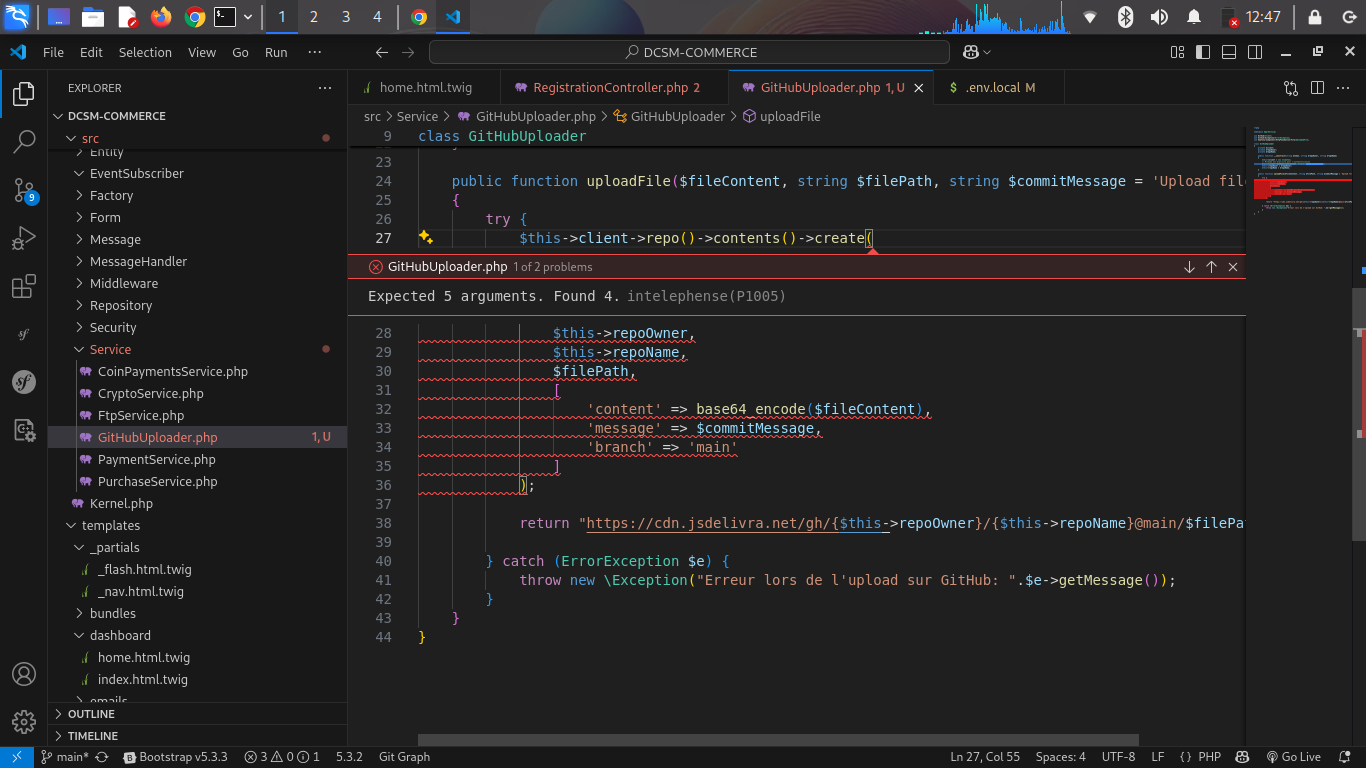 1 2 3 4 12:47
File Edit Selection View Go Run ··· DCSM-COMMERCE
EXPLORER ···
DCSM-COMMERCE
src
Entity
EventSubscriber
Factory
Form
Message
MessageHandler
Middleware
Repository
Security
Service
CoinPaymentsService.php
CryptoService.php
FtpService.php
GitHubUploader.php 1, U
PaymentService.php
PurchaseService.php
Kernel.php
templates
_partials
_flash.html.twig
_nav.html.twig
bundles
dashboard
home.html.twig
index.html.twig
emails
OUTLINE
TIMELINE
9
home.html.twig RegistrationController.php 2 GitHubUploader.php 1, U $ .env.local M
src > Service > GitHubUploader.php > GitHubUploader > uploadFile
9 class GitHubUploader
23
24 public function uploadFile($fileContent, string $filePath, string $commitMessage = 'Upload fil
25 {
26 try {
27 $this->client->repo()->contents()->create(
GitHubUploader.php 1 of 2 problems
Expected 5 arguments. Found 4. intelephense(P1005)
28 $this->repoOwner,
29 $this->repoName,
30 $filePath,
31 [
32 'content' => base64_encode($fileContent),
33 'message' => $commitMessage,
34 'branch' => 'main'
35 ]
36 );
37
38 return "https://cdn.jsdelivra.net/gh/{$this->repoOwner}/{$this->repoName}@main/$filePa
39
40 } catch (ErrorException $e) {
41 throw new \Exception("Erreur lors de l'upload sur GitHub: ".$e->getMessage());
42 }
43 }
44 }
main* Bootstrap v5.3.3 3 0 1 5.3.2 Git Graph Ln 27, Col 55 Spaces: 4 UTF-8 LF {} PHP Go Live